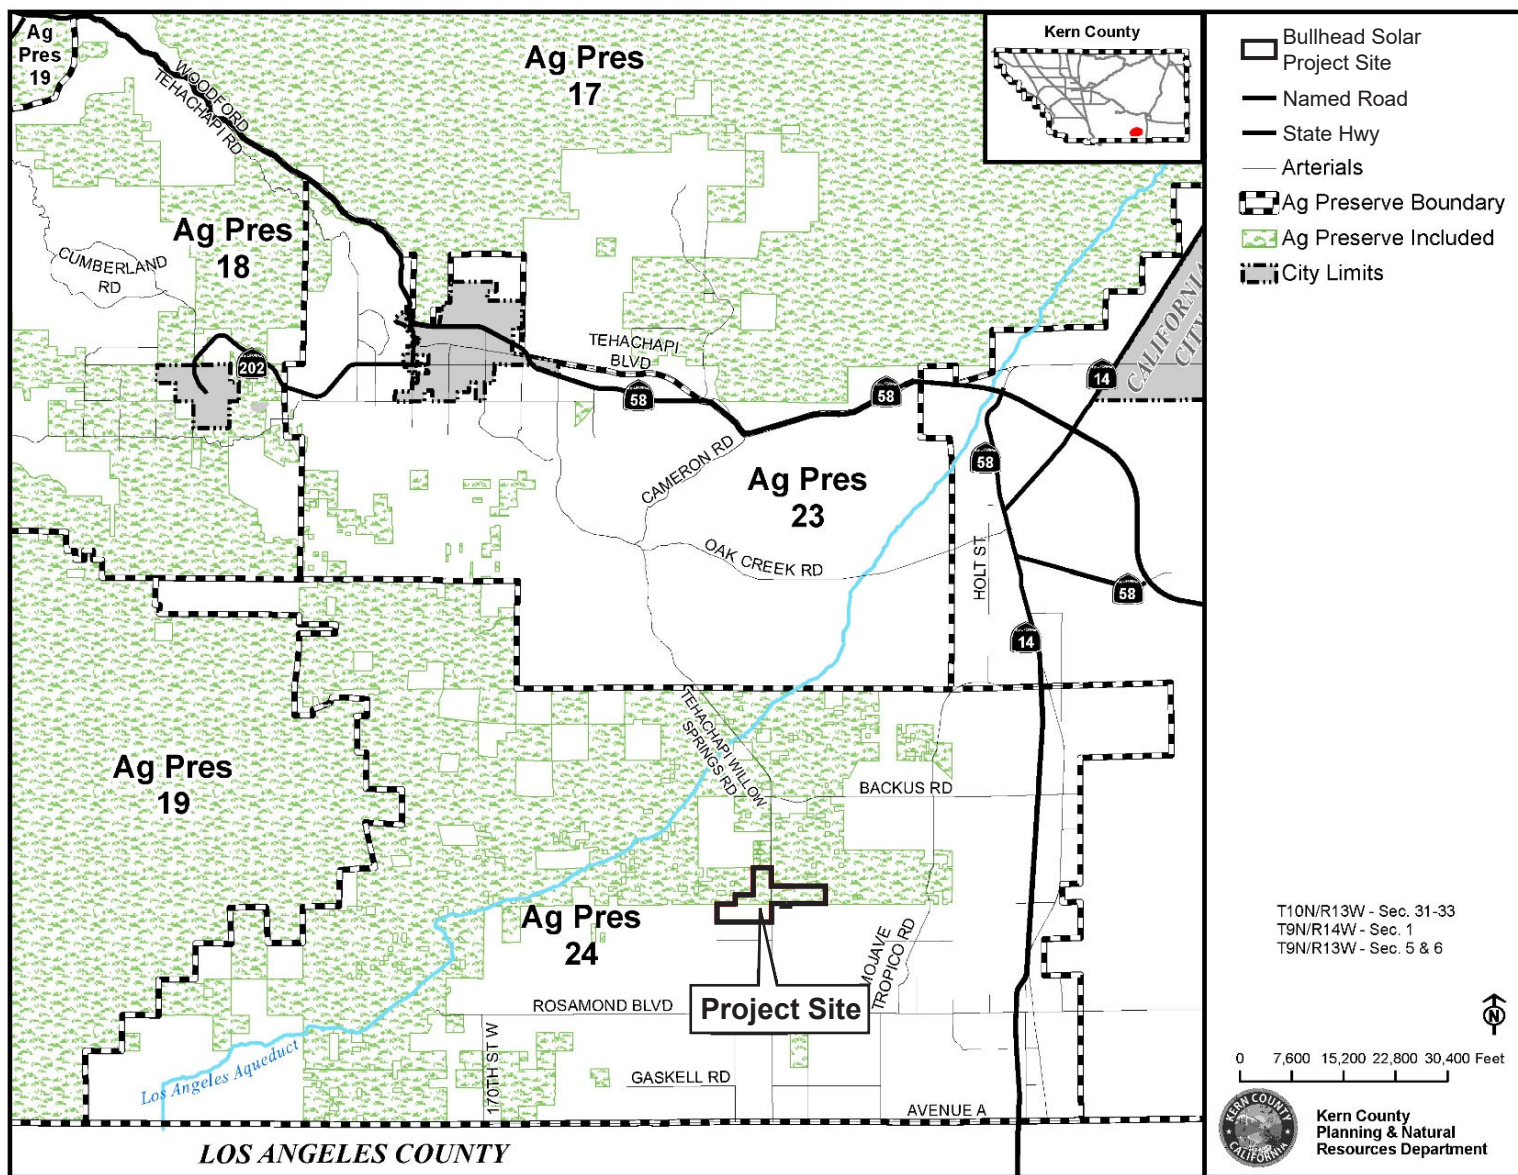 Ag
Pres
19
WOODFORD
TEHACHAPI RD
Ag Pres
17
Kern County
Ag Pres
18
CUMBERLAND
RD
202
TEHACHAPI
BLVD
58
58
14
CALIFORNIA
CITY
58
CAMERON RD
Ag Pres
23
OAK CREEK RD
HOLT ST
58
14
TEHACHAPI WILLOW
SPRINGS RD
Ag Pres
19
BACKUS RD
Ag Pres
24
MOJAVE
TROPICO RD
Project Site
ROSAMOND BLVD
170TH ST W
Los Angeles Aqueduct
GASKELL RD
AVENUE A
LOS ANGELES COUNTY
Bullhead Solar
Project Site
Named Road
State Hwy
Arterials
Ag Preserve Boundary
Ag Preserve Included
City Limits
T10N/R13W - Sec. 31-33
T9N/R14W - Sec. 1
T9N/R13W - Sec. 5 & 6
N
0 7,600 15,200 22,800 30,400 Feet
KERN COUNTY
CALIFORNIA
Kern County
Planning & Natural
Resources Department